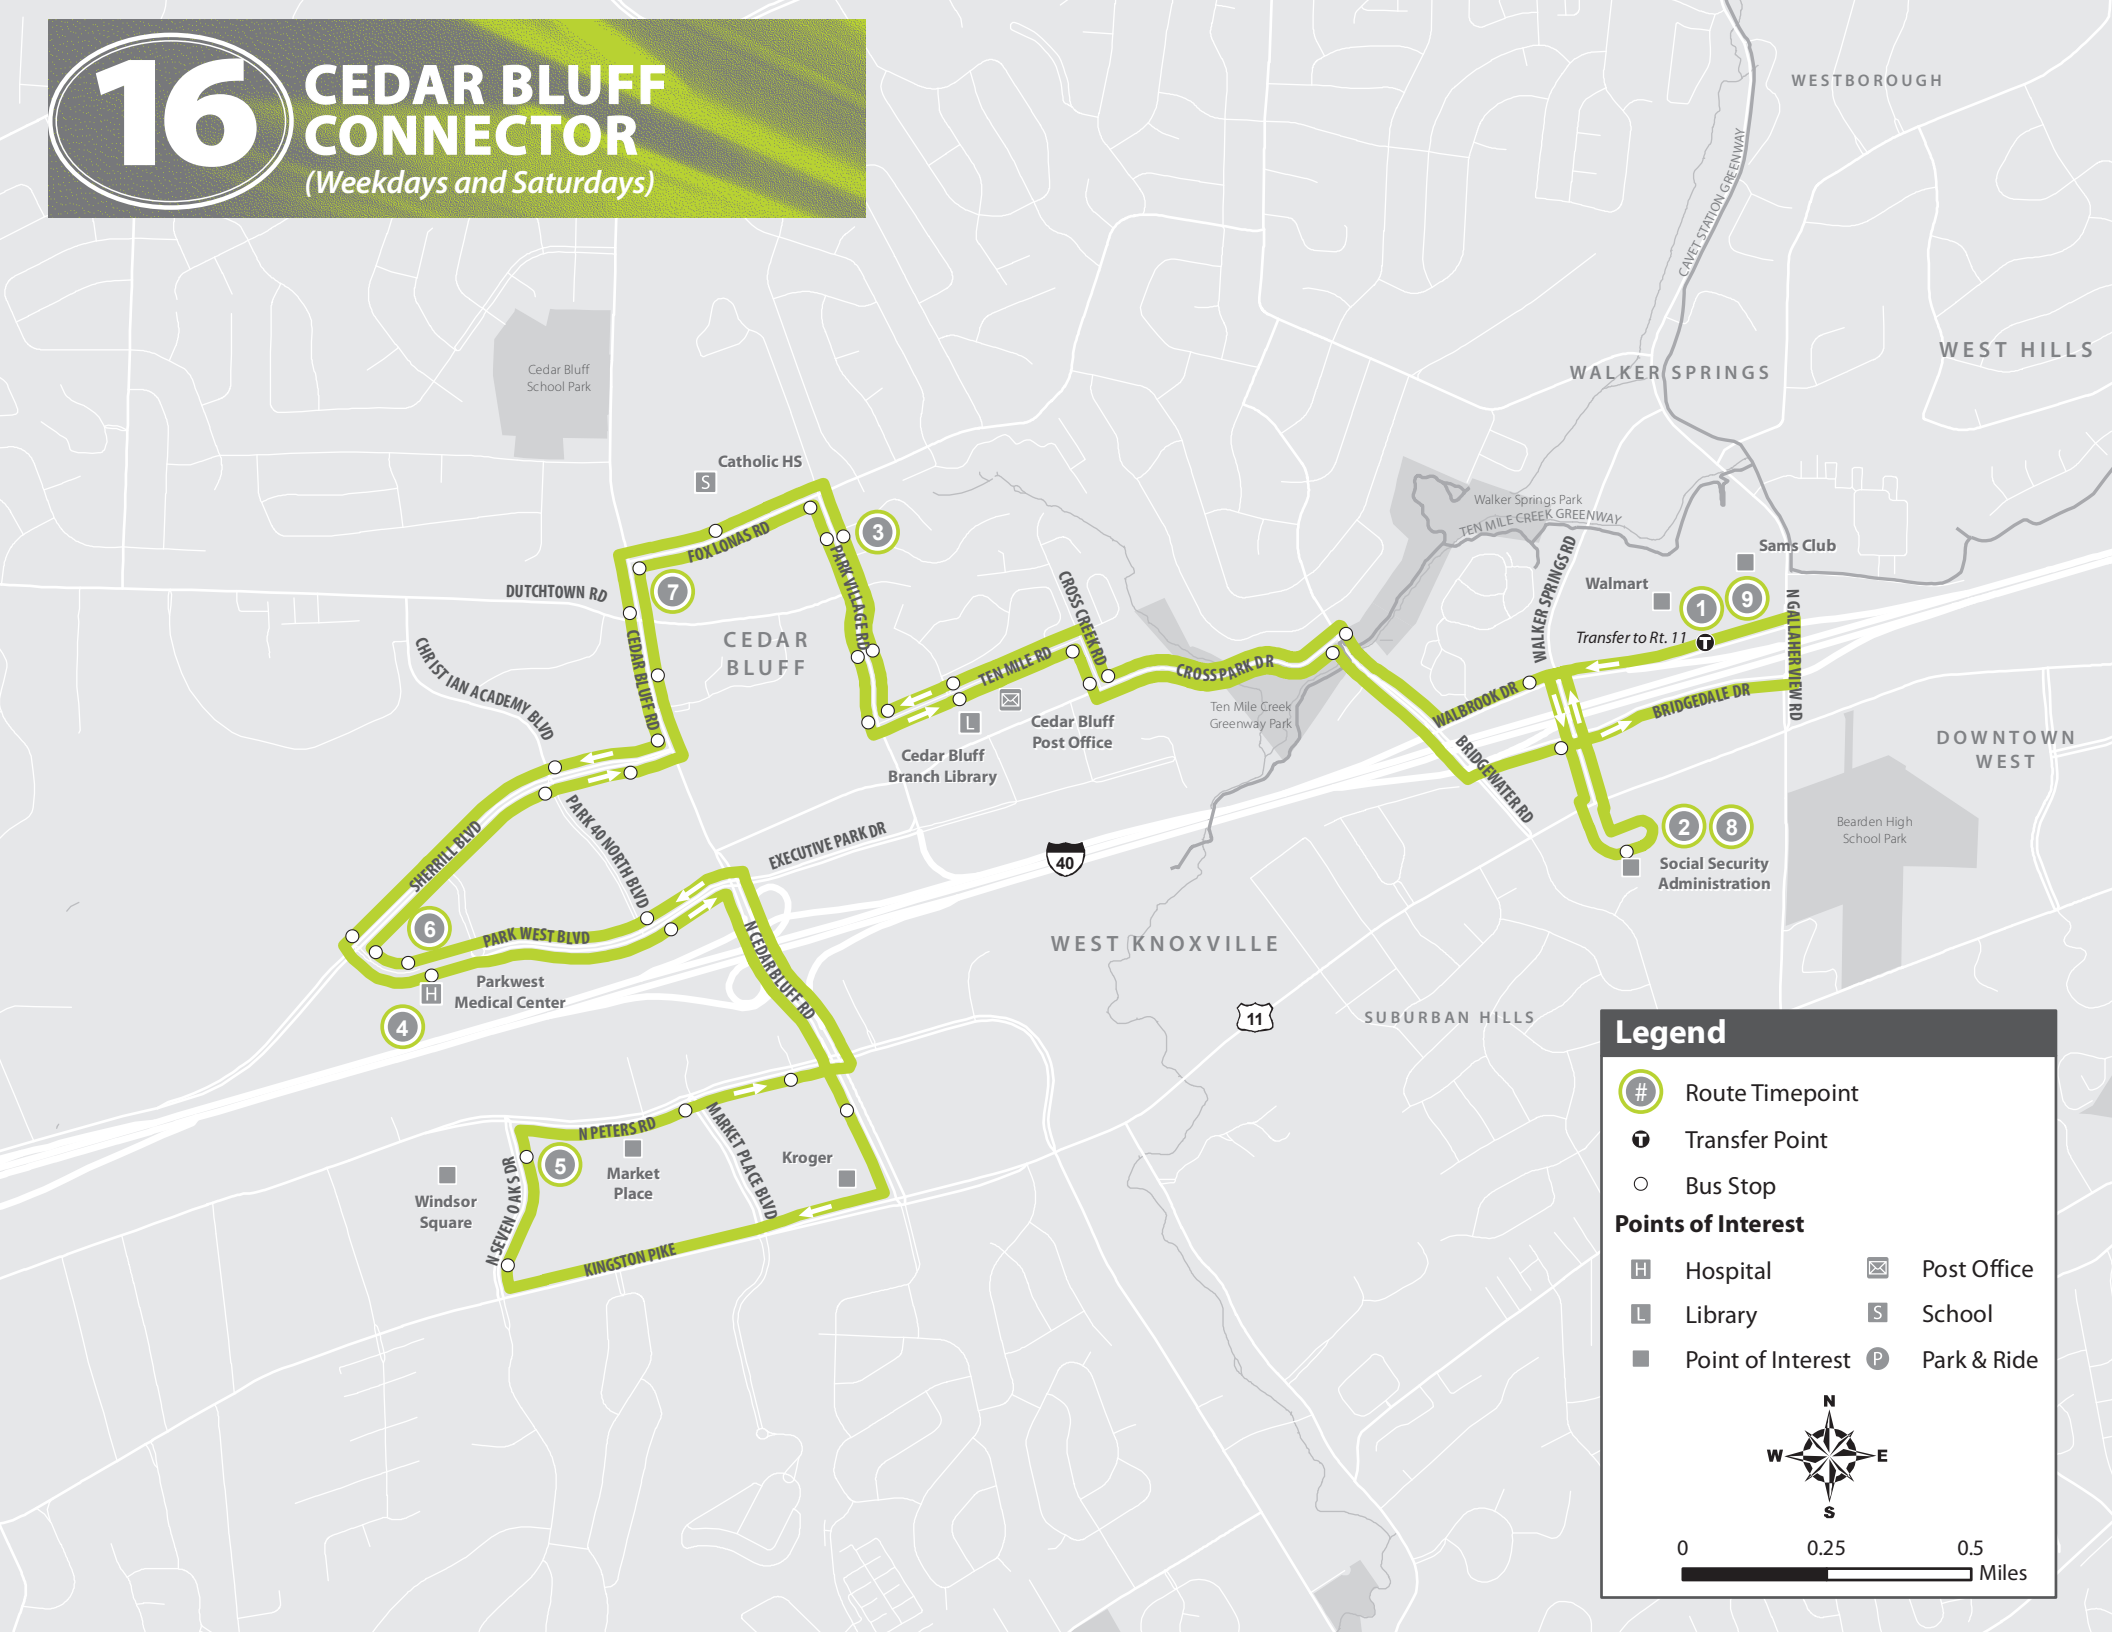 16
CEDAR BLUFF
CONNECTOR
(Weekdays and Saturdays)
WESTBOROUGH
CAVET STATION GREENWAY
WEST HILLS
WALKER SPRINGS
Cedar Bluff
School Park
Catholic HS
S
FOX LONAS RD
3
7
DUTCHTOWN RD
PARK VILLAGE RD
CEDAR
BLUFF
CEDAR BLUFF RD
CHRISTIAN ACADEMY BLVD
CROSS CREEK RD
TEN MILE RD
CROSSPARK DR
Walker Springs Park
TEN MILE CREEK GREENWAY
WALKER SPRINGS RD
Sams Club
Walmart
1
9
Transfer to Rt. 11
T
N GALLAHER VIEW RD
WALBROOK DR
BRIDGEDALE DR
BRIDGEWATER RD
Ten Mile Creek
Greenway Park
L
Cedar Bluff
Post Office
Cedar Bluff
Branch Library
DOWNTOWN
WEST
Bearden High
School Park
2
8
Social Security
Administration
PARK 40 NORTH BLVD
EXECUTIVE PARK DR
40
SHERRILL BLVD
6
PARK WEST BLVD
N CEDAR BLUFF RD
WEST KNOXVILLE
H
Parkwest
Medical Center
4
11
SUBURBAN HILLS
N PETERS RD
MARKET PLACE BLVD
5
Market
Place
Kroger
Windsor
Square
N SEVEN OAKS DR
KINGSTON PIKE
Legend
# Route Timepoint
T Transfer Point
Bus Stop
Points of Interest
H Hospital
Post Office
L Library
S School
Point of Interest
P Park & Ride
N
W E
S
0 0.25 0.5
Miles